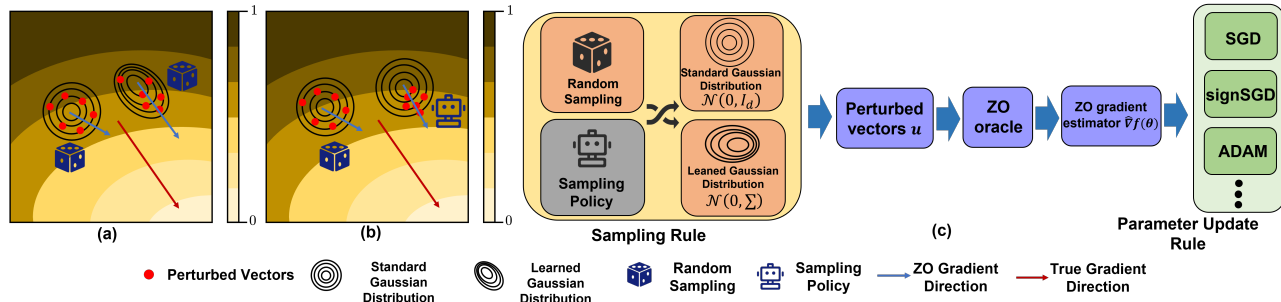 1
0
(a)
1
0
(b)
Random
Sampling
Standard Gaussian
Distribution
𝒩(0, I_d)
Sampling
Policy
Leaned Gaussian
Distribution
𝒩(0, ∑)
Sampling Rule
Perturbed
vectors u
ZO
oracle
ZO gradient
estimator ∇̂f(θ)
(c)
SGD
signSGD
ADAM
Parameter Update
Rule
Perturbed Vectors
Standard
Gaussian
Distribution
Learned
Gaussian
Distribution
Random
Sampling
Sampling
Policy
ZO Gradient
Direction
True Gradient
Direction